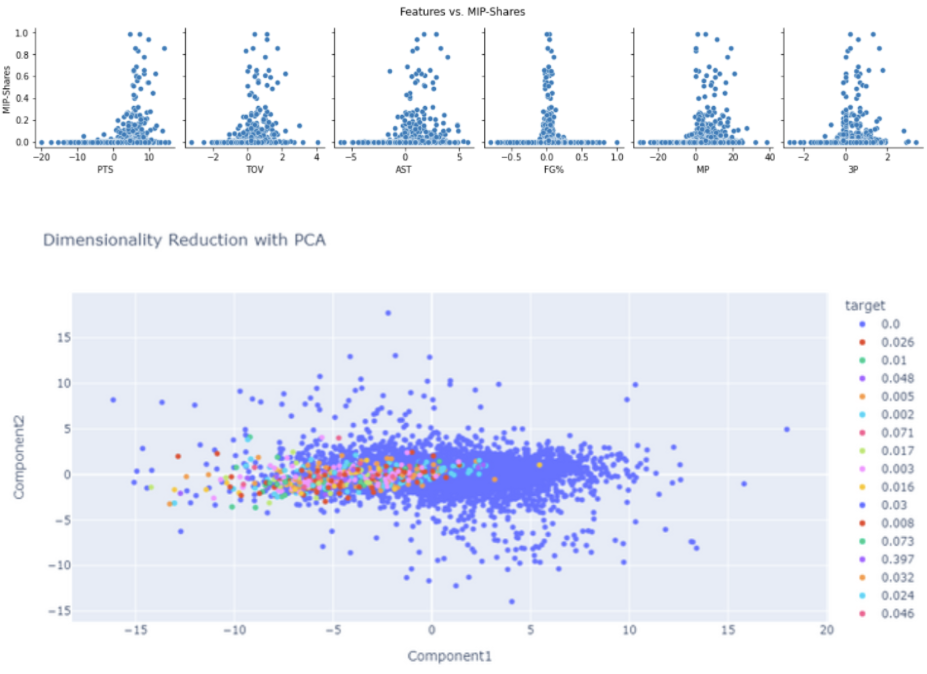 Features vs. MIP-Shares
MIP-Shares
1.0
0.8
0.6
0.4
0.2
0.0
−20 −10 0 10
PTS
−2 0 2 4
TOV
−5 0 5
AST
−0.5 0.0 0.5 1.0
FG%
−20 0 20 40
MP
−2 0 2
3P
Dimensionality Reduction with PCA
Component2
15
10
5
0
−5
−10
−15
−15 −10 −5 0 5 10 15 20
Component1
target
0.0
0.026
0.01
0.048
0.005
0.002
0.071
0.017
0.003
0.016
0.03
0.008
0.073
0.397
0.032
0.024
0.046